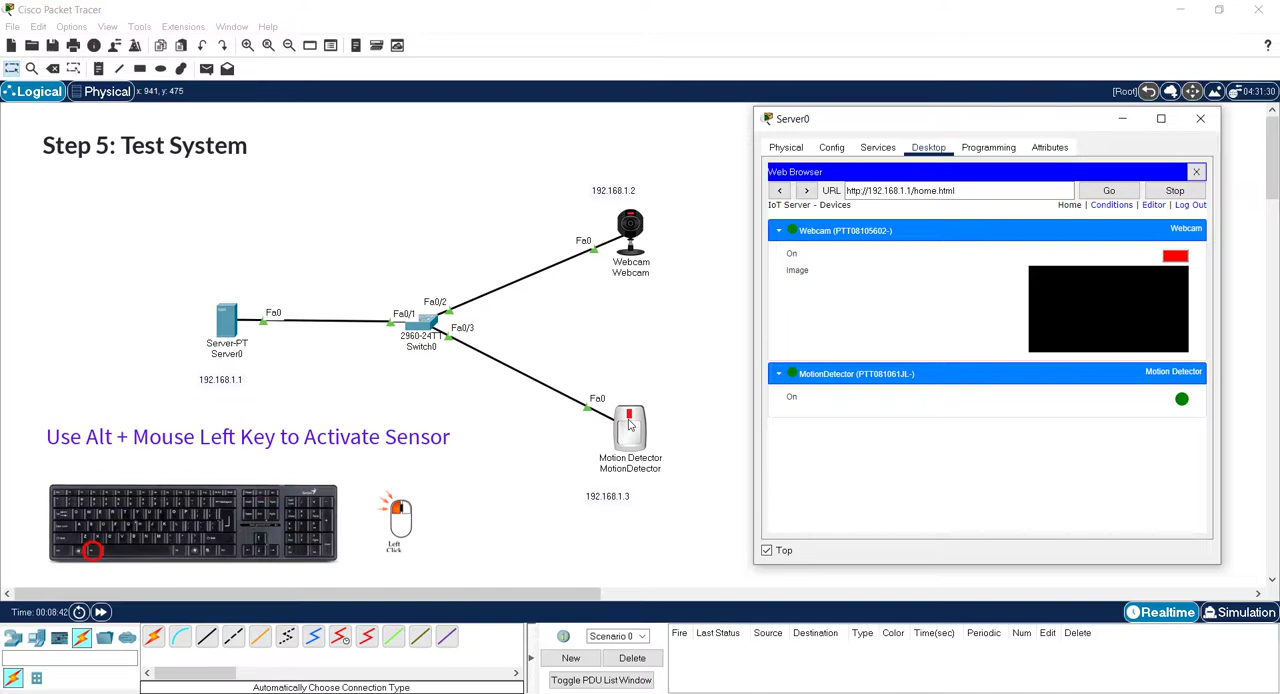 Cisco Packet Tracer
File Edit Options View Tools Extensions Window Help
?
Logical Physical x: 941, y: 475 [Root] 04:31:30
Step 5: Test System
192.168.1.2
Fa0
Webcam
Webcam
Fa0/2
Fa0 Fa0/1
Fa0/3
2960-24TT
Switch0
Server-PT
Server0
192.168.1.1
Fa0
Motion Detector
MotionDetector
192.168.1.3
Use Alt + Mouse Left Key to Activate Sensor
Left
Click
Server0
Physical Config Services Desktop Programming Attributes
Web Browser X
< > URL http://192.168.1.1/home.html Go Stop
IoT Server - Devices Home | Conditions | Editor | Log Out
Webcam (PTT08105602-) Webcam
On
Image
MotionDetector (PTT081061JL-) Motion Detector
On
Top
Time: 00:08:42 Realtime Simulation
Scenario 0
New Delete
Toggle PDU List Window
Fire Last Status Source Destination Type Color Time(sec) Periodic Num Edit Delete
Automatically Choose Connection Type